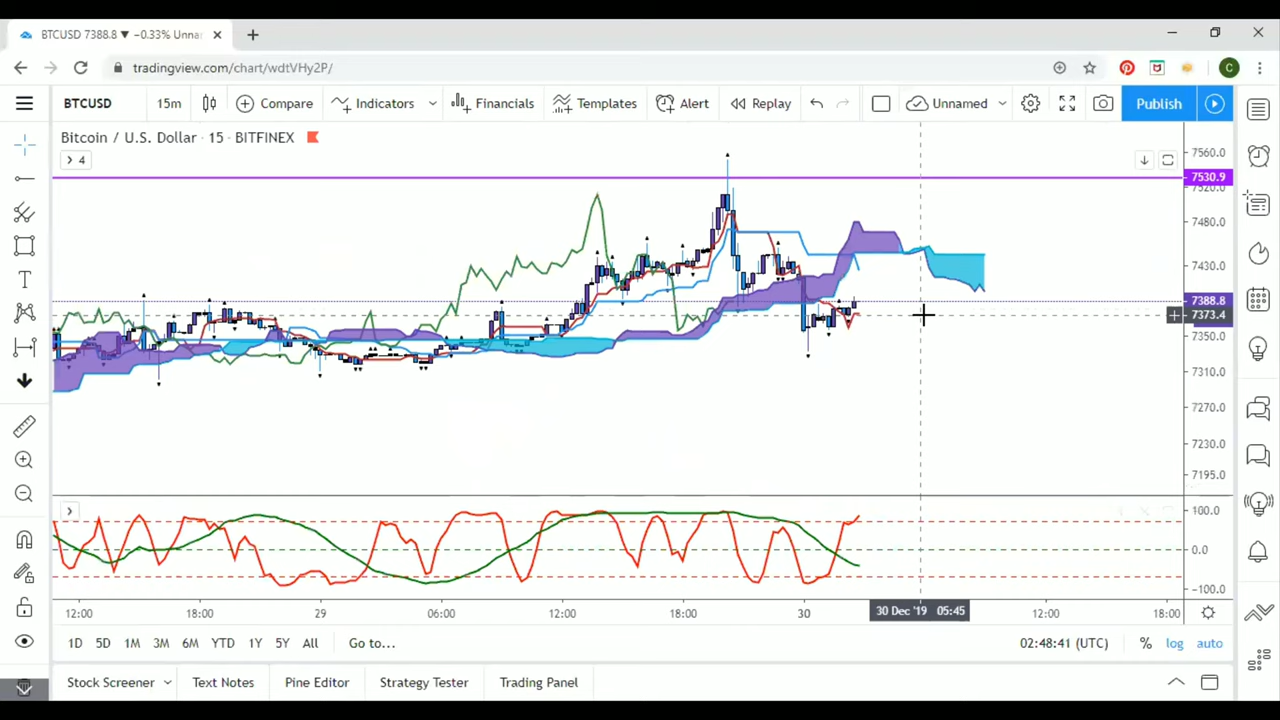 BTCUSD 7388.8 ▼ −0.33% Unna
tradingview.com/chart/wdtVHy2P/
C
BTCUSD 15m Compare Indicators Financials Templates Alert Replay Unnamed Publish
Bitcoin / U.S. Dollar · 15 · BITFINEX
4
7560.0
7530.9
7520.0
7480.0
7430.0
7388.8
7373.4
7350.0
7310.0
7270.0
7230.0
7195.0
100.0
0.0
-100.0
12:00 18:00 29 06:00 12:00 18:00 30 30 Dec '19 05:45 12:00 18:00
1D 5D 1M 3M 6M YTD 1Y 5Y All Go to... 02:48:41 (UTC) % log auto
Stock Screener Text Notes Pine Editor Strategy Tester Trading Panel